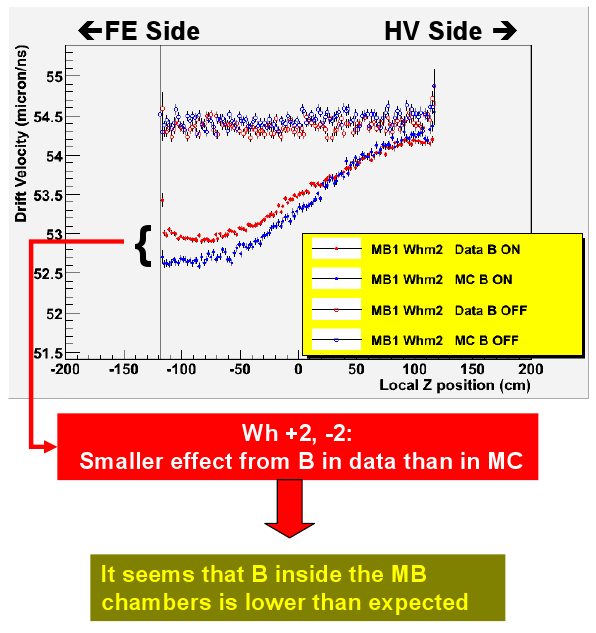 ←FE Side HV Side →
Drift Velocity (micron/ns)
55
54.5
54
53.5
53
52.5
52
51.5
{
MB1 Whm2 Data B ON
MB1 Whm2 MC B ON
MB1 Whm2 Data B OFF
MB1 Whm2 MC B OFF
-200 -150 -100 -50 0 50 100 150 200
Local Z position (cm)
Wh +2, -2:
Smaller effect from B in data than in MC
It seems that B inside the MB
chambers is lower than expected